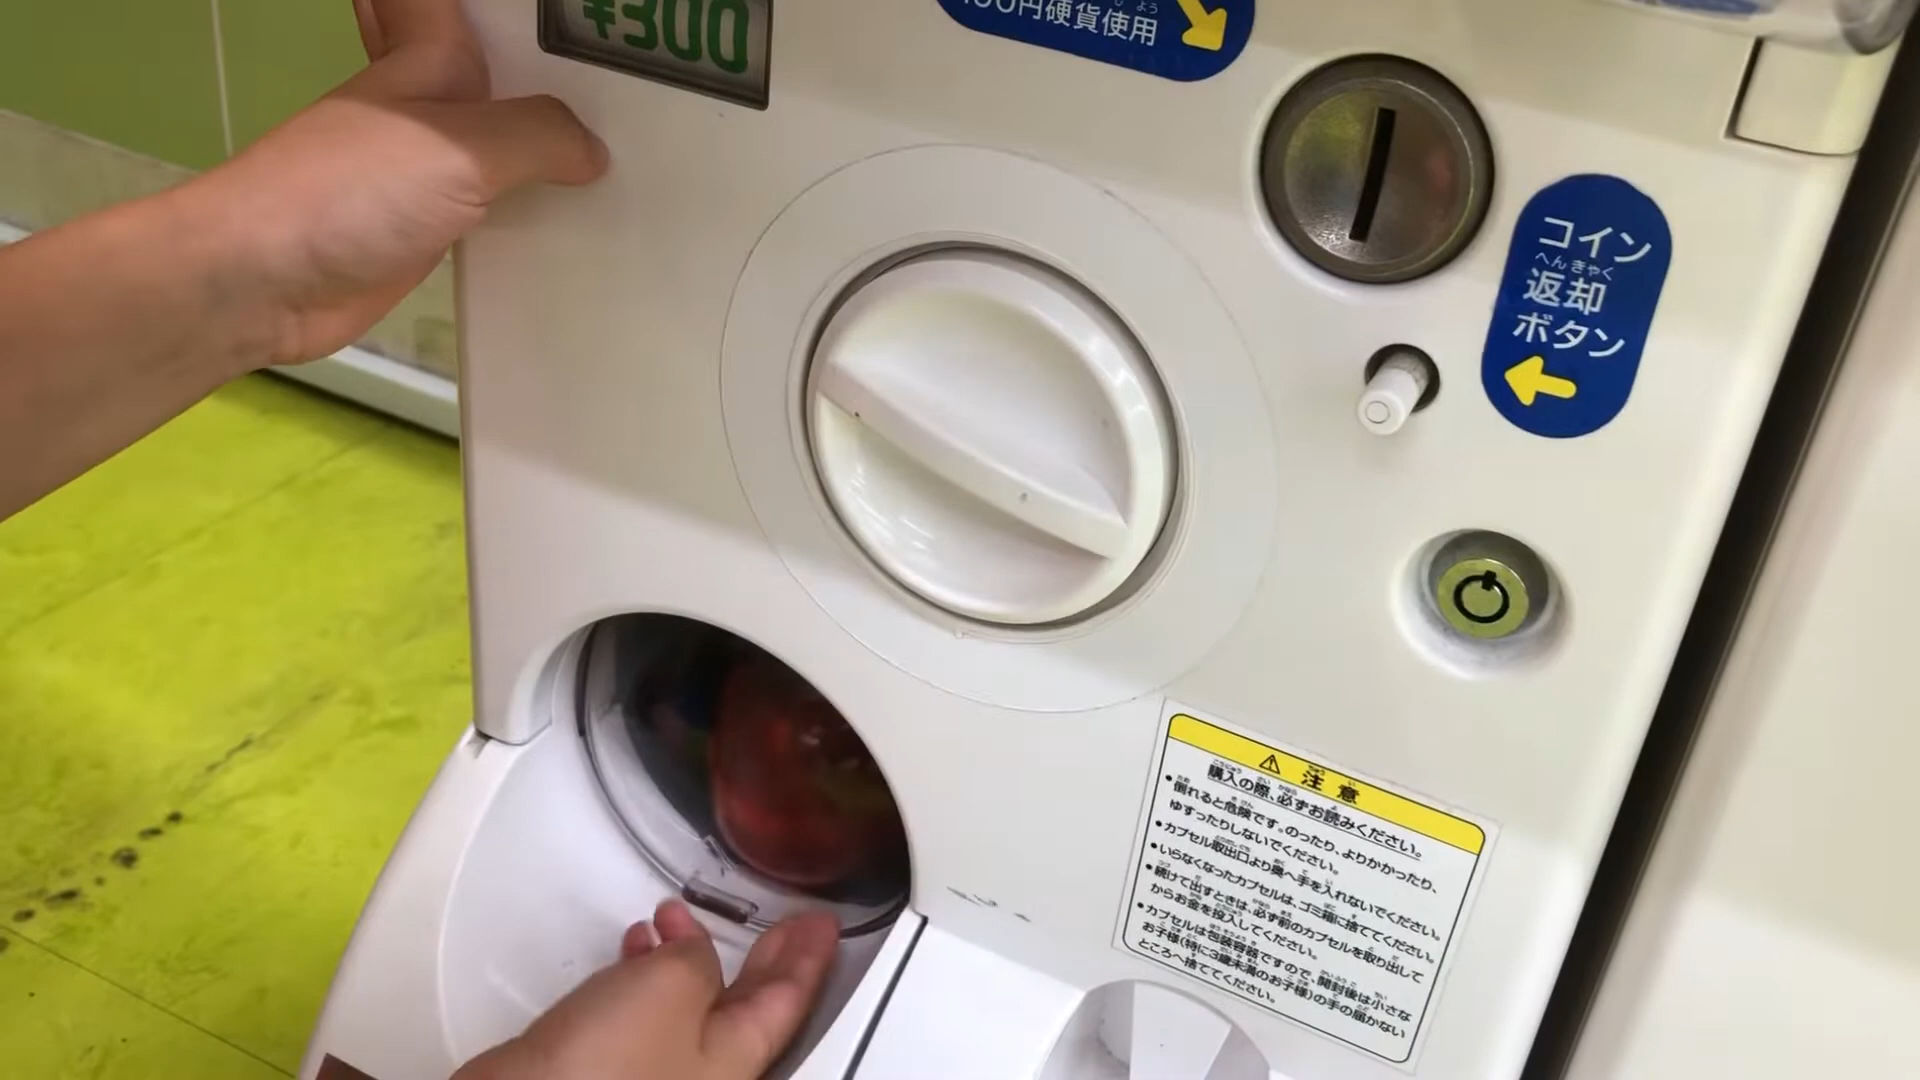 ¥300
100円硬貨使用
コイン
返却
ボタン
注意
購入の際、必ずお読みください。
• 倒れると危険です。のったり、よりかかったり、
ゆすったりしないでください。
• カプセル取出口より奥へ手を入れないでください。
• いらなくなったカプセルは、ゴミ箱に捨ててください。
• 続けて出すときは、必ず前のカプセルを取り出して
からお金を投入してください。
• カプセルは包装容器ですので、開封後は小さな
お子様(特に3歳未満のお子様)の手の届かない
ところへ捨ててください。